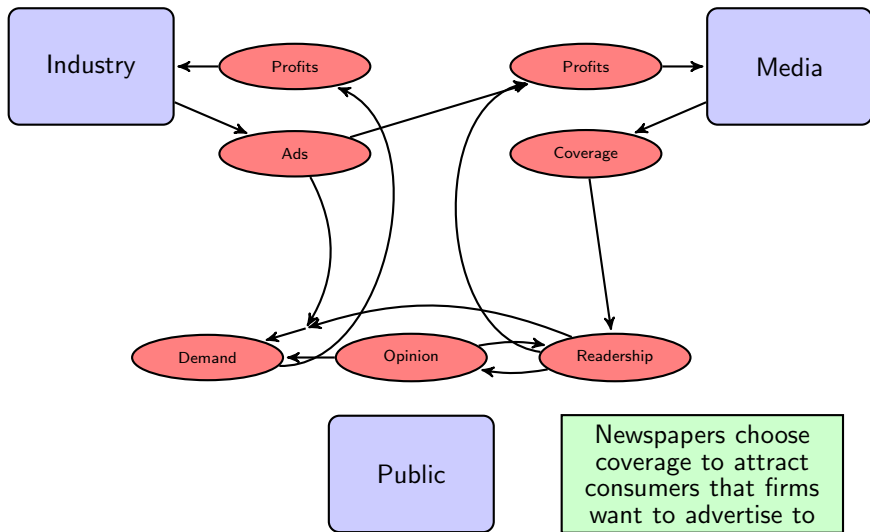 Industry
Profits
Profits
Media
Ads
Coverage
Demand
Opinion
Readership
Public
Newspapers choose
coverage to attract
consumers that firms
want to advertise to